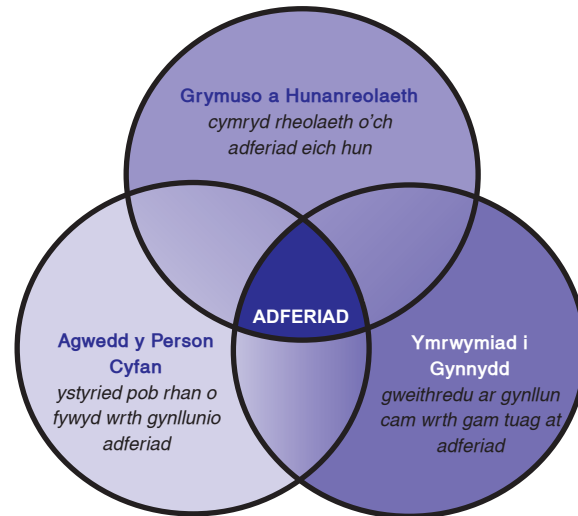 Grymuso a Hunanreolaeth
cymryd rheolaeth o'ch
adferiad eich hun
ADFERIAD
Agwedd y Person
Cyfan
ystyried pob rhan o
fywyd wrth gynllunio
adferiad
Ymrwymiad i
Gynnydd
gweithredu ar gynllun
cam wrth gam tuag at
adferiad